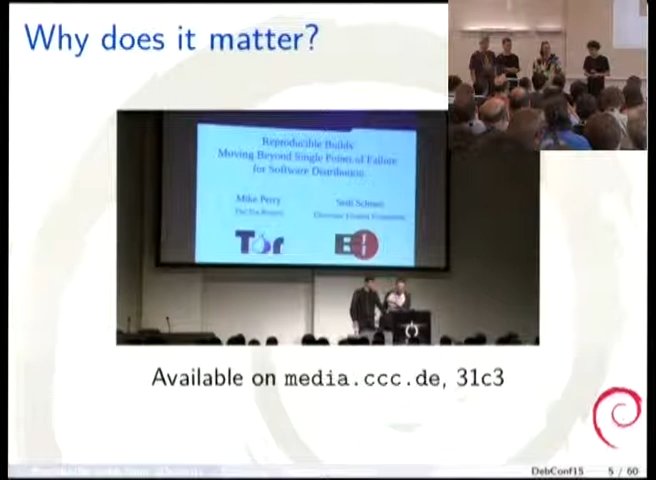 Why does it matter?
Reproducible Builds
Moving Beyond Single Points of Failure
for Software Distribution
Mike Perry
Seth Schoen
The Tor Project
Electronic Frontier Foundation
Tor
Available on media.ccc.de, 31c3
DebConf15
5 / 60